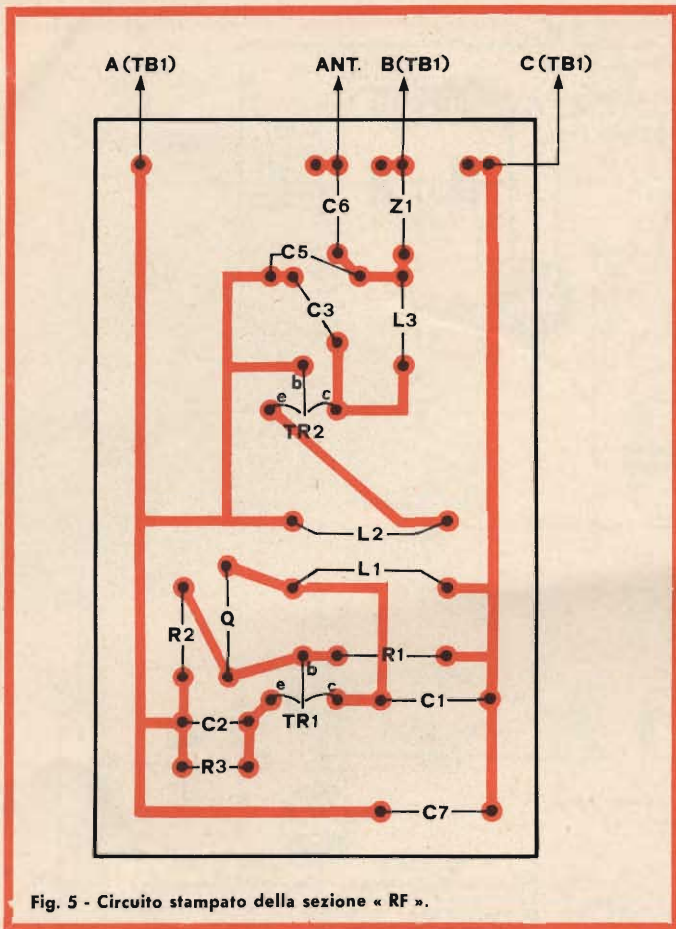 A (TB1) ANT. B(TB1) C(TB1)
C6 Z1
C5
C3 L3
b
e c
TR2
L2
L1
Q
R2 R1
b
e c
C2 TR1 C1
R3
C7
Fig. 5 - Circuito stampato della sezione « RF ».